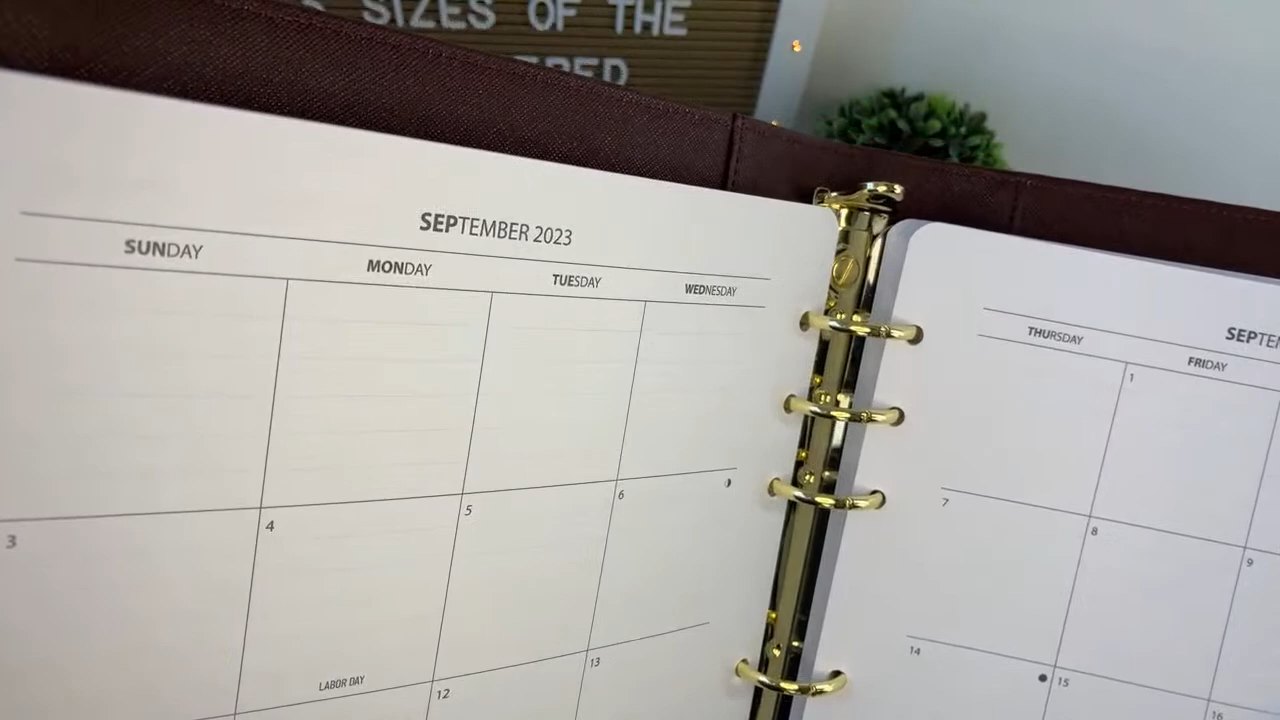 SIZES OF THE
SEPTEMBER 2023
SUNDAY MONDAY TUESDAY WEDNESDAY
3 4 5 6
LABOR DAY
12 13
THURSDAY FRIDAY
1
7 8 9
14 15 16